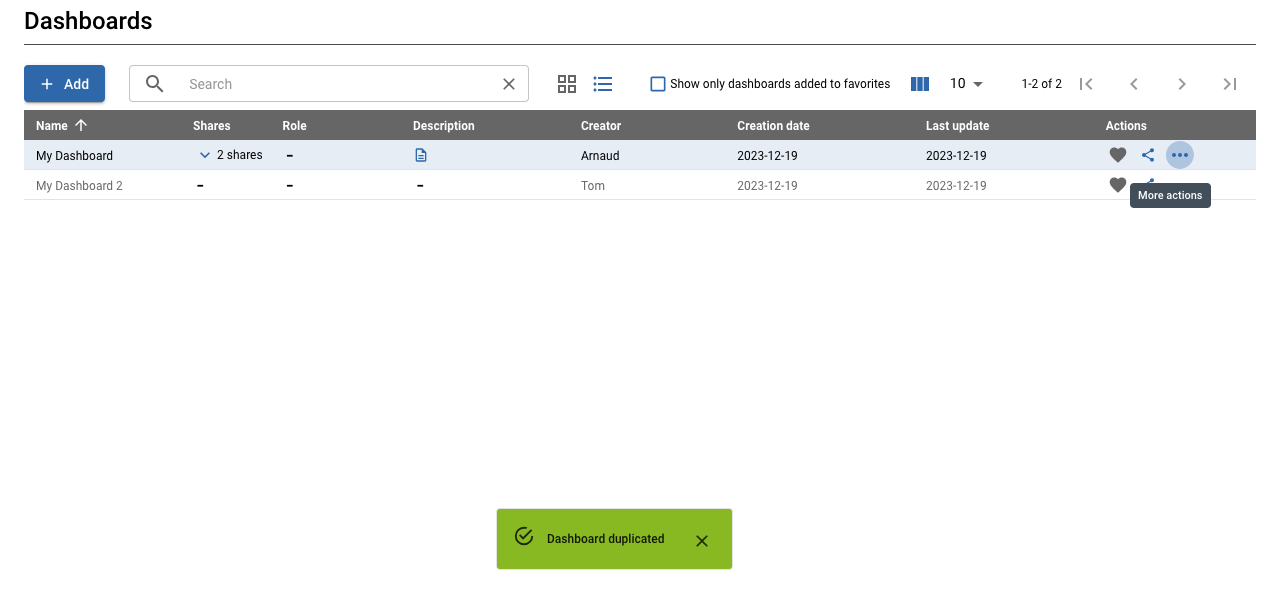 Dashboards
Add
Search
Show only dashboards added to favorites
10
1-2 of 2
Name Shares Role Description Creator Creation date Last update Actions
My Dashboard 2 shares - Arnaud 2023-12-19 2023-12-19
My Dashboard 2 - - - Tom 2023-12-19 2023-12-19
More actions
Dashboard duplicated